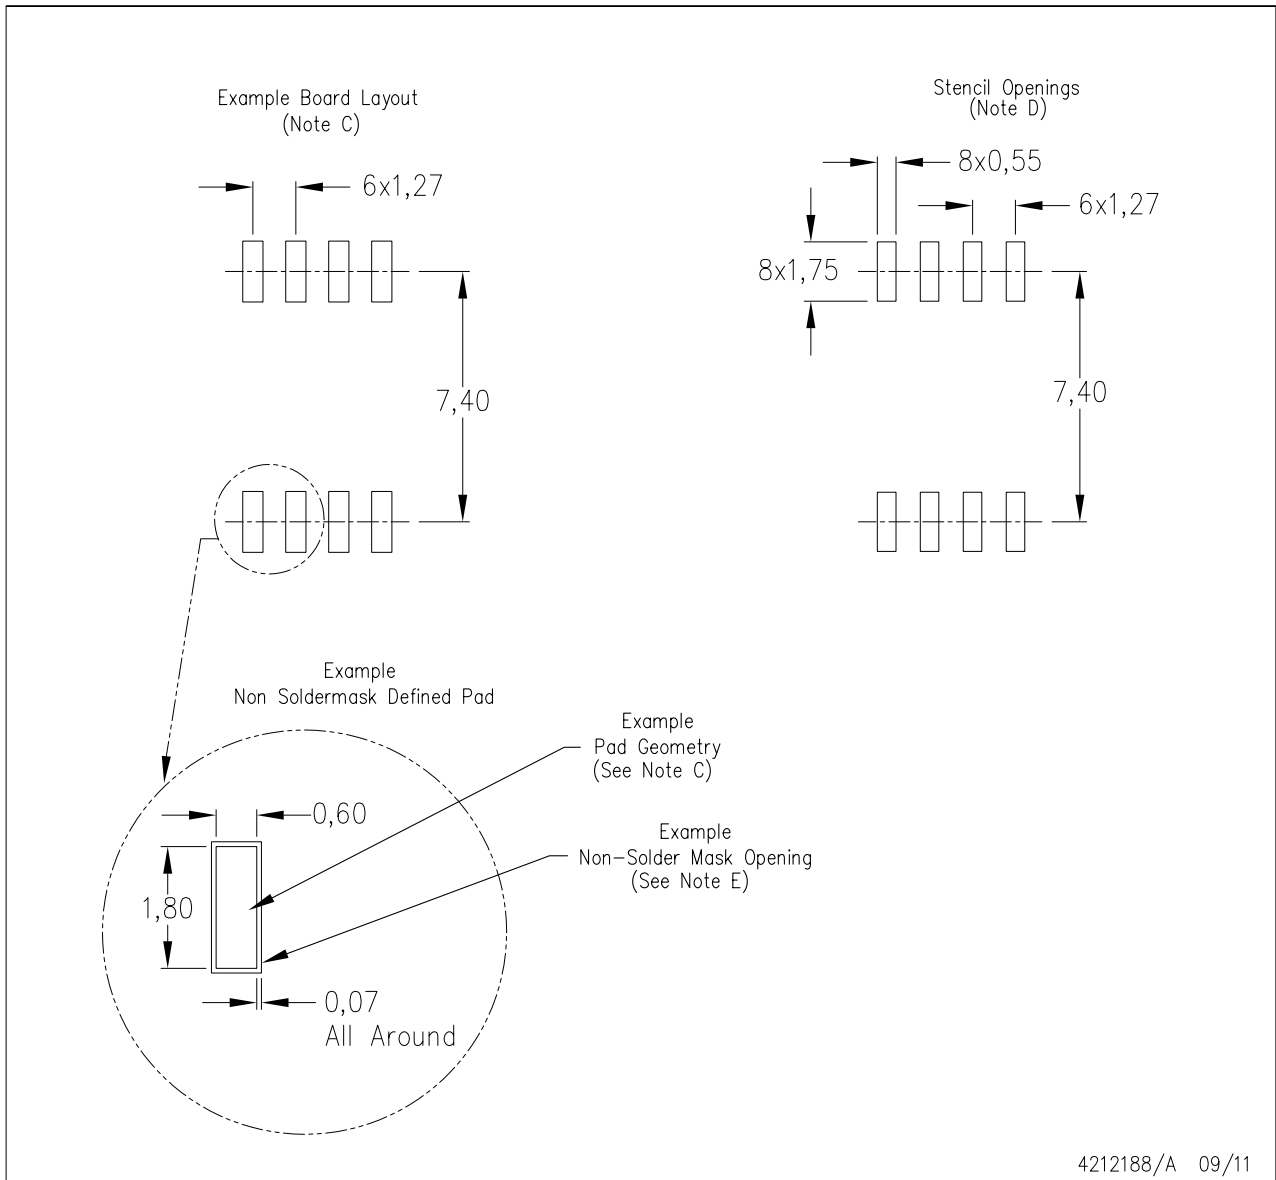 Example Board Layout
(Note C)
6x1,27
7,40
Stencil Openings
(Note D)
8x0,55
6x1,27
8x1,75
7,40
Example
Non Soldermask Defined Pad
Example
Pad Geometry
(See Note C)
0,60
Example
Non-Solder Mask Opening
(See Note E)
1,80
0,07
All Around
4212188/A 09/11